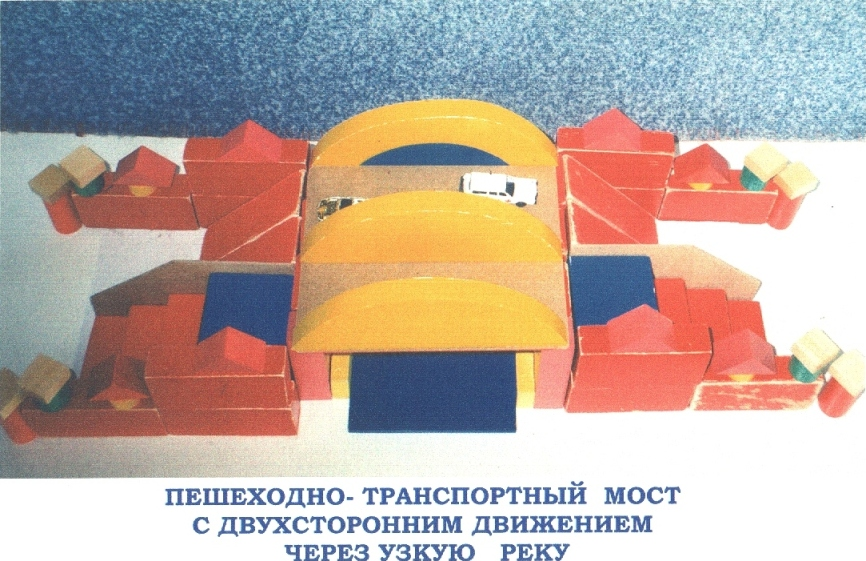 ПЕШЕХОДНО- ТРАНСПОРТНЫЙ МОСТ
С ДВУХСТОРОННИМ ДВИЖЕНИЕМ
ЧЕРЕЗ УЗКУЮ РЕКУ